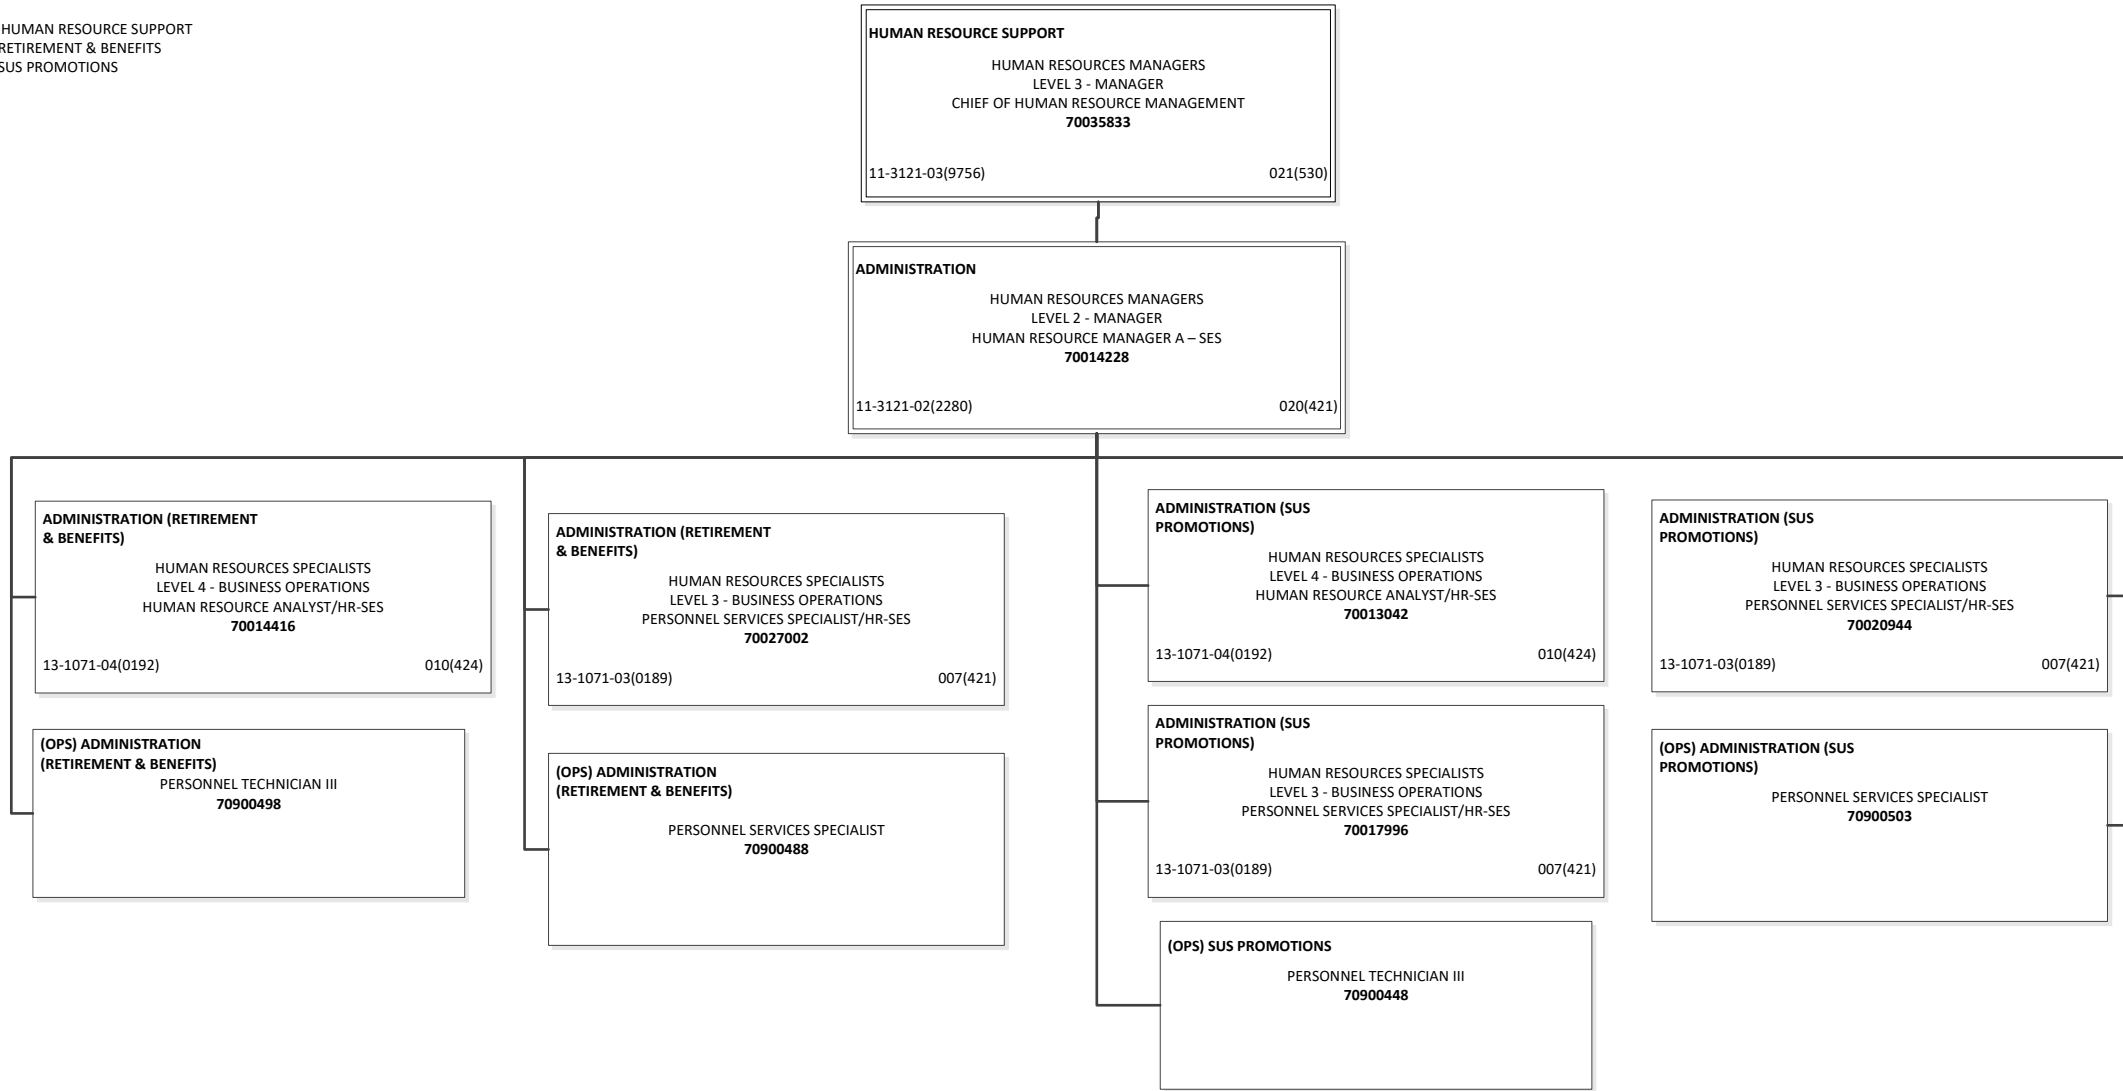 HUMAN RESOURCE SUPPORT
RETIREMENT & BENEFITS
SUS PROMOTIONS
HUMAN RESOURCE SUPPORT
HUMAN RESOURCES MANAGERS
LEVEL 3 - MANAGER
CHIEF OF HUMAN RESOURCE MANAGEMENT
70035833
11-3121-03(9756) 021(530)
ADMINISTRATION
HUMAN RESOURCES MANAGERS
LEVEL 2 - MANAGER
HUMAN RESOURCE MANAGER A – SES
70014228
11-3121-02(2280) 020(421)
ADMINISTRATION (RETIREMENT
& BENEFITS)
HUMAN RESOURCES SPECIALISTS
LEVEL 4 - BUSINESS OPERATIONS
HUMAN RESOURCE ANALYST/HR-SES
70014416
13-1071-04(0192) 010(424)
(OPS) ADMINISTRATION
(RETIREMENT & BENEFITS)
PERSONNEL TECHNICIAN III
70900498
ADMINISTRATION (RETIREMENT
& BENEFITS)
HUMAN RESOURCES SPECIALISTS
LEVEL 3 - BUSINESS OPERATIONS
PERSONNEL SERVICES SPECIALIST/HR-SES
70027002
13-1071-03(0189) 007(421)
(OPS) ADMINISTRATION
(RETIREMENT & BENEFITS)
PERSONNEL SERVICES SPECIALIST
70900488
ADMINISTRATION (SUS
PROMOTIONS)
HUMAN RESOURCES SPECIALISTS
LEVEL 4 - BUSINESS OPERATIONS
HUMAN RESOURCE ANALYST/HR-SES
70013042
13-1071-04(0192) 010(424)
ADMINISTRATION (SUS
PROMOTIONS)
HUMAN RESOURCES SPECIALISTS
LEVEL 3 - BUSINESS OPERATIONS
PERSONNEL SERVICES SPECIALIST/HR-SES
70017996
13-1071-03(0189) 007(421)
(OPS) SUS PROMOTIONS
PERSONNEL TECHNICIAN III
70900448
ADMINISTRATION (SUS
PROMOTIONS)
HUMAN RESOURCES SPECIALISTS
LEVEL 3 - BUSINESS OPERATIONS
PERSONNEL SERVICES SPECIALIST/HR-SES
70020944
13-1071-03(0189) 007(421)
(OPS) ADMINISTRATION (SUS
PROMOTIONS)
PERSONNEL SERVICES SPECIALIST
70900503